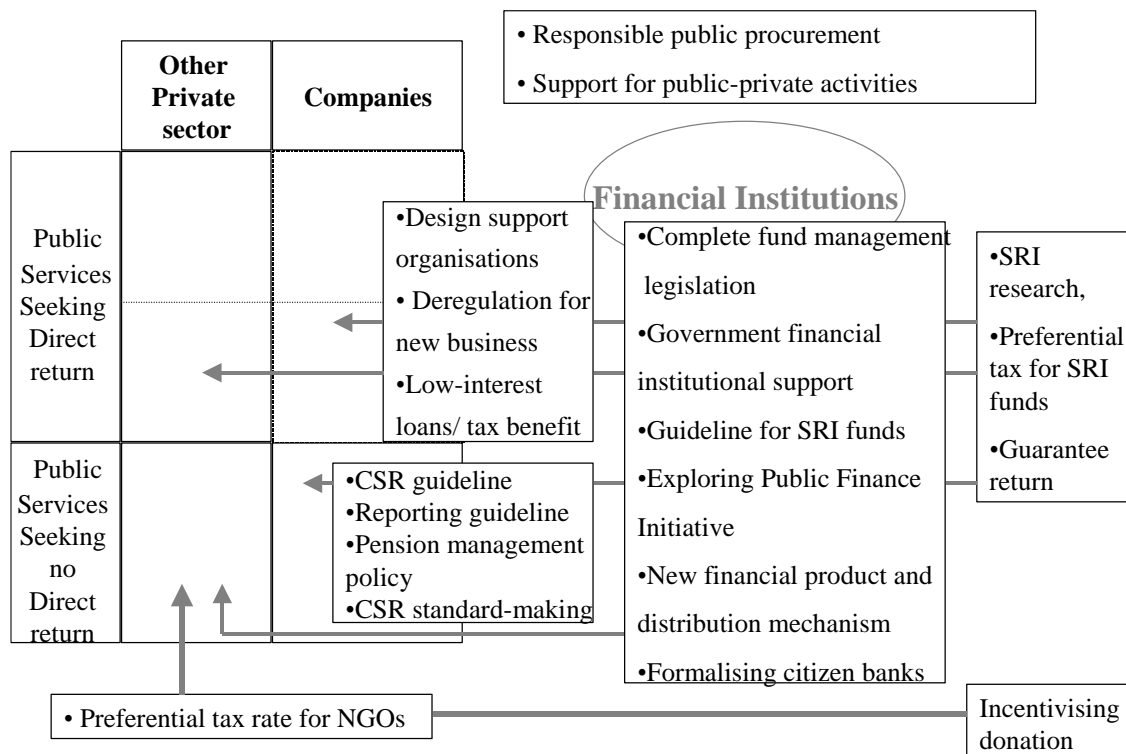 • Responsible public procurement
• Support for public-private activities
Other
Private
sector
Companies
Financial Institutions
Public
Services
Seeking
Direct
return
•Design support
organisations
• Deregulation for
new business
•Low-interest
loans/ tax benefit
•Complete fund management
legislation
•Government financial
institutional support
•Guideline for SRI funds
•Exploring Public Finance
Initiative
•New financial product and
distribution mechanism
•Formalising citizen banks
•SRI
research,
•Preferential
tax for SRI
funds
•Guarantee
return
Public
Services
Seeking
no
Direct
return
•CSR guideline
•Reporting guideline
•Pension management
policy
•CSR standard-making
• Preferential tax rate for NGOs
Incentivising
donation